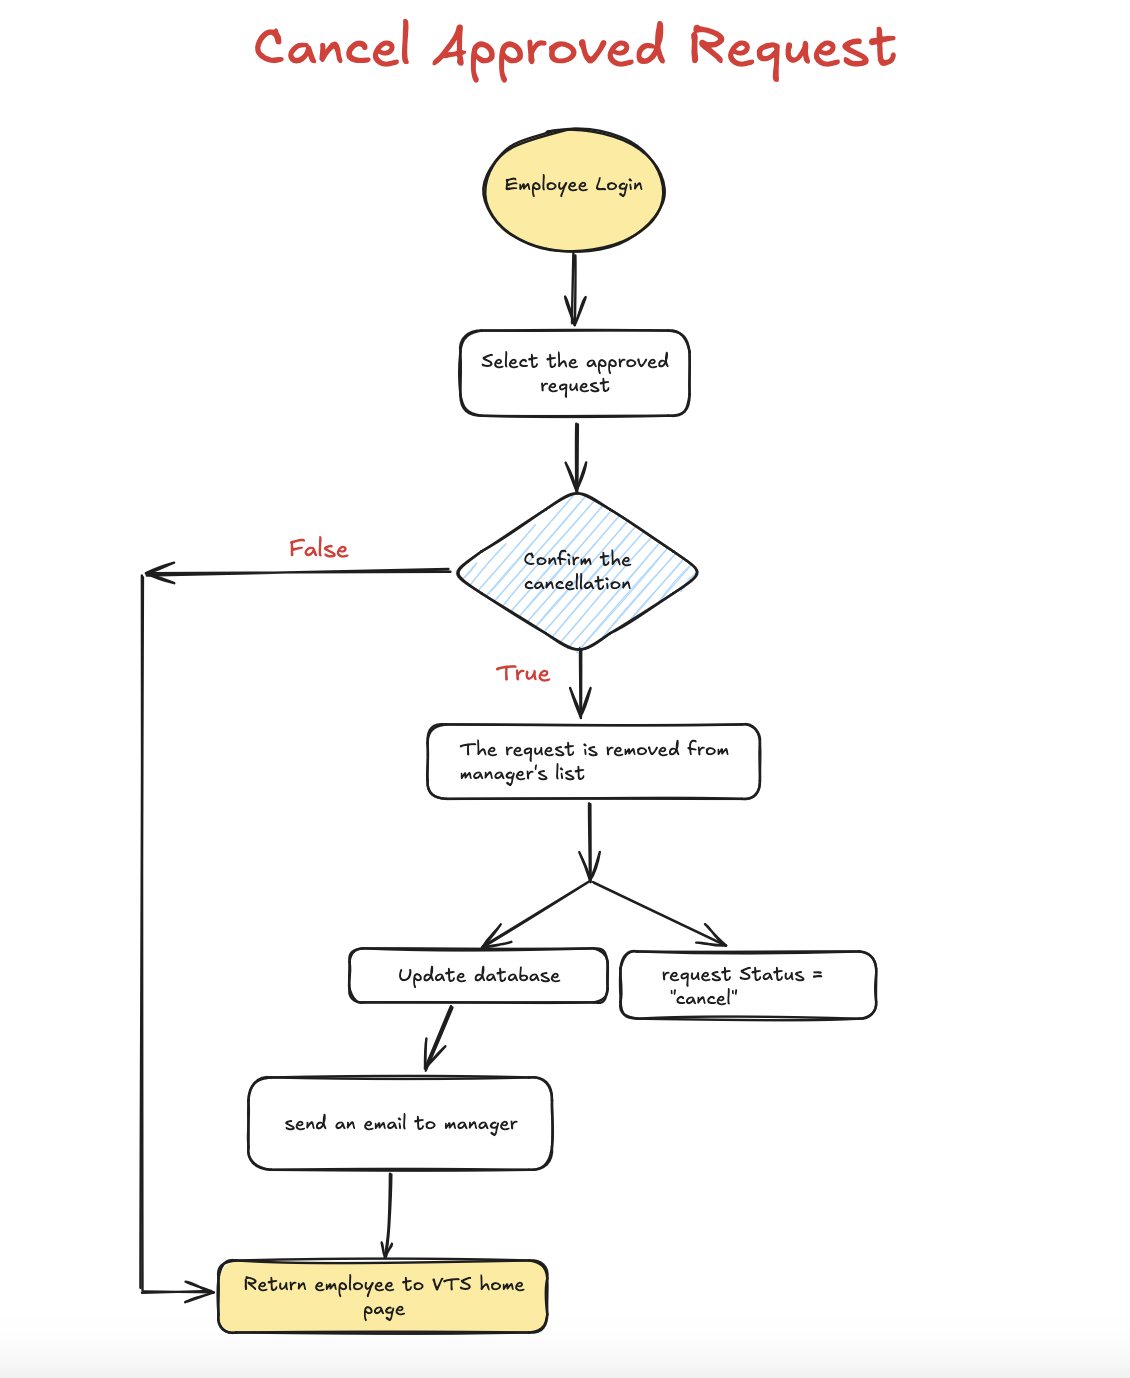 Cancel Approved Request
Employee Login
Select the approved
request
False
Confirm the
cancellation
True
The request is removed from
manager's list
Update database
request Status =
"cancel"
send an email to manager
Return employee to VTS home
page